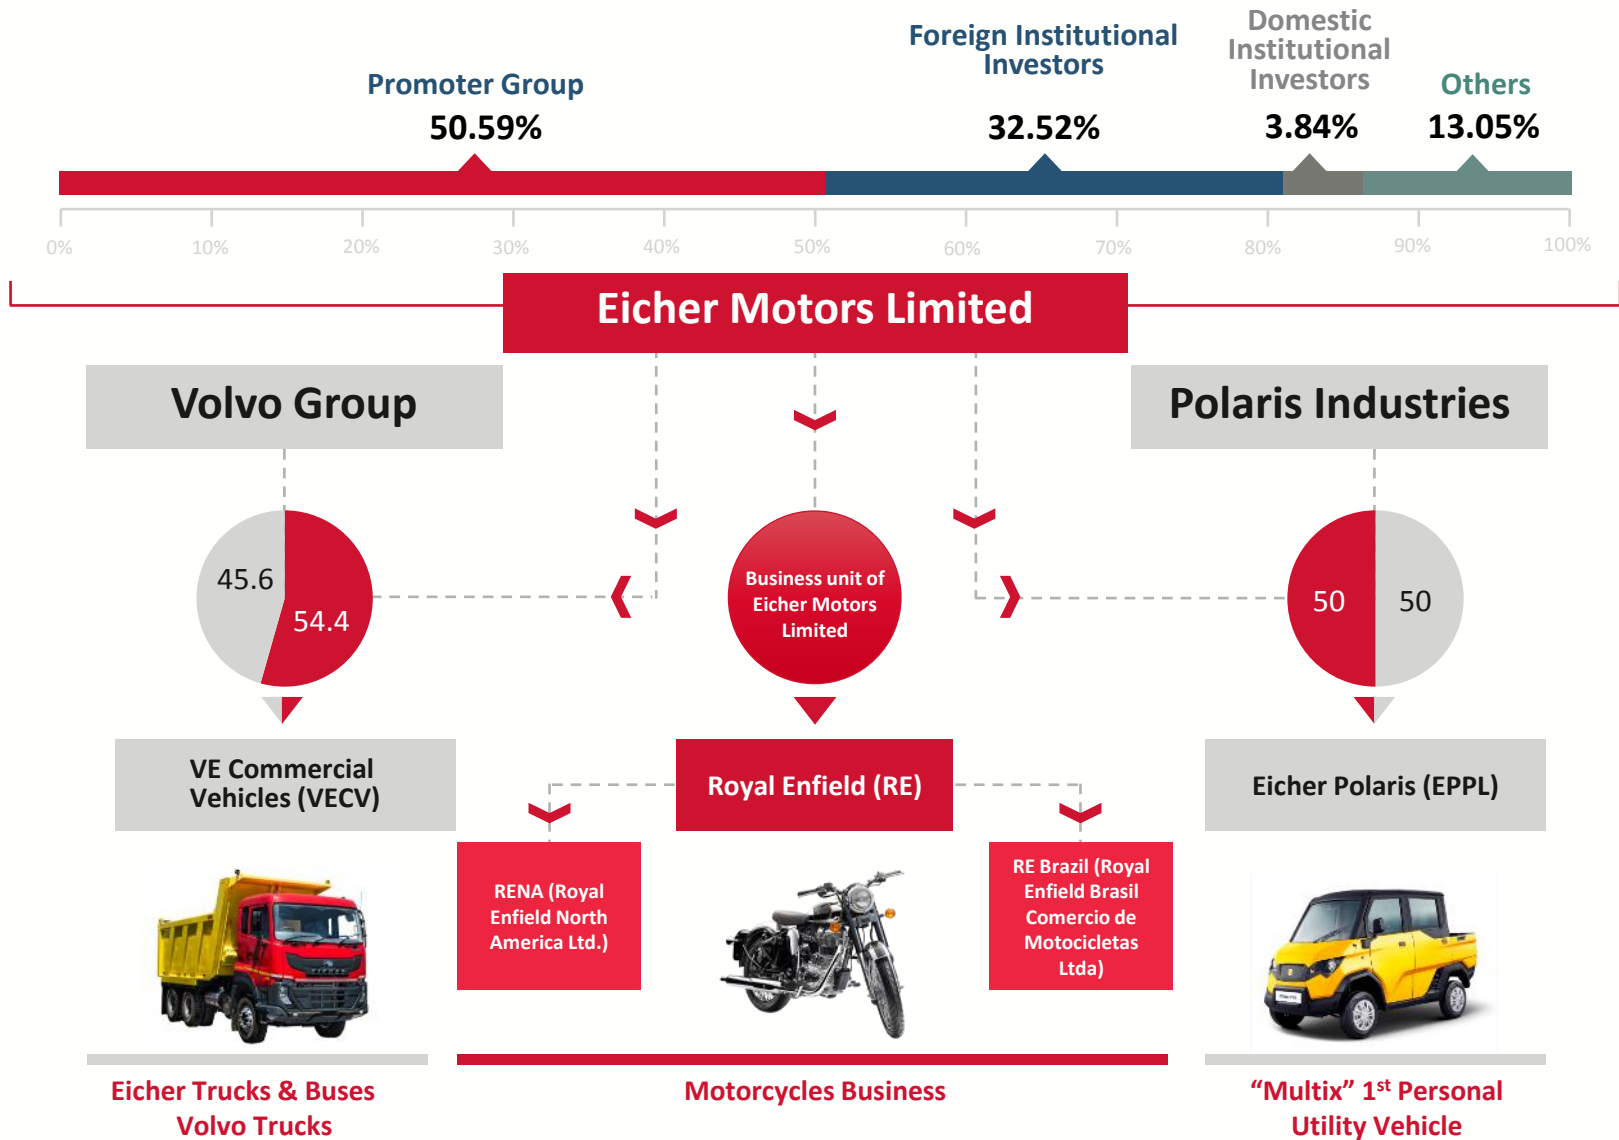 Promoter Group
50.59%
Foreign Institutional
Investors
32.52%
Domestic
Institutional
Investors
3.84%
Others
13.05%
0%
10%
20%
30%
40%
50%
60%
70%
80%
90%
100%
Eicher Motors Limited
Volvo Group
Polaris Industries
45.6
54.4
Business unit of
Eicher Motors
Limited
50
50
VE Commercial
Vehicles (VECV)
Royal Enfield (RE)
Eicher Polaris (EPPL)
RENA (Royal
Enfield North
America Ltd.)
RE Brazil (Royal
Enfield Brasil
Comercio de
Motocicletas
Ltda)
EICHER
Eicher Trucks & Buses
Volvo Trucks
Motorcycles Business
“Multix” 1st Personal
Utility Vehicle